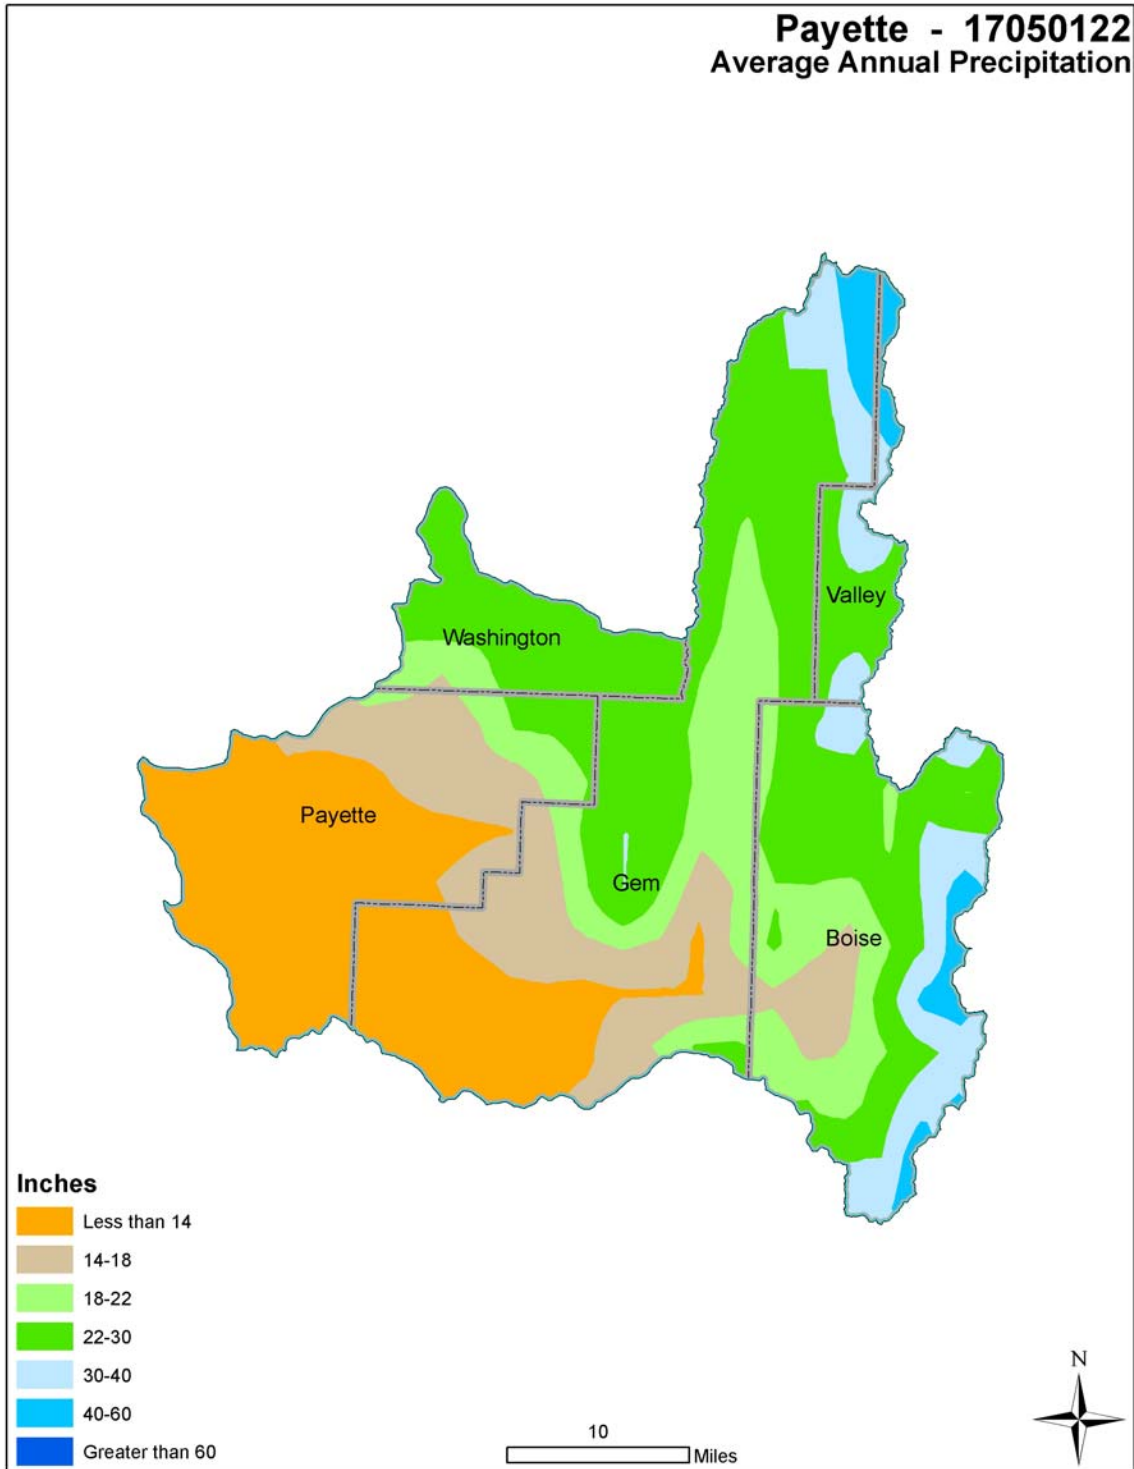 Payette - 17050122
Average Annual Precipitation
Valley
Washington
Payette
Gem
Boise
Inches
Less than 14
14-18
18-22
22-30
30-40
40-60
Greater than 60
10
Miles
N